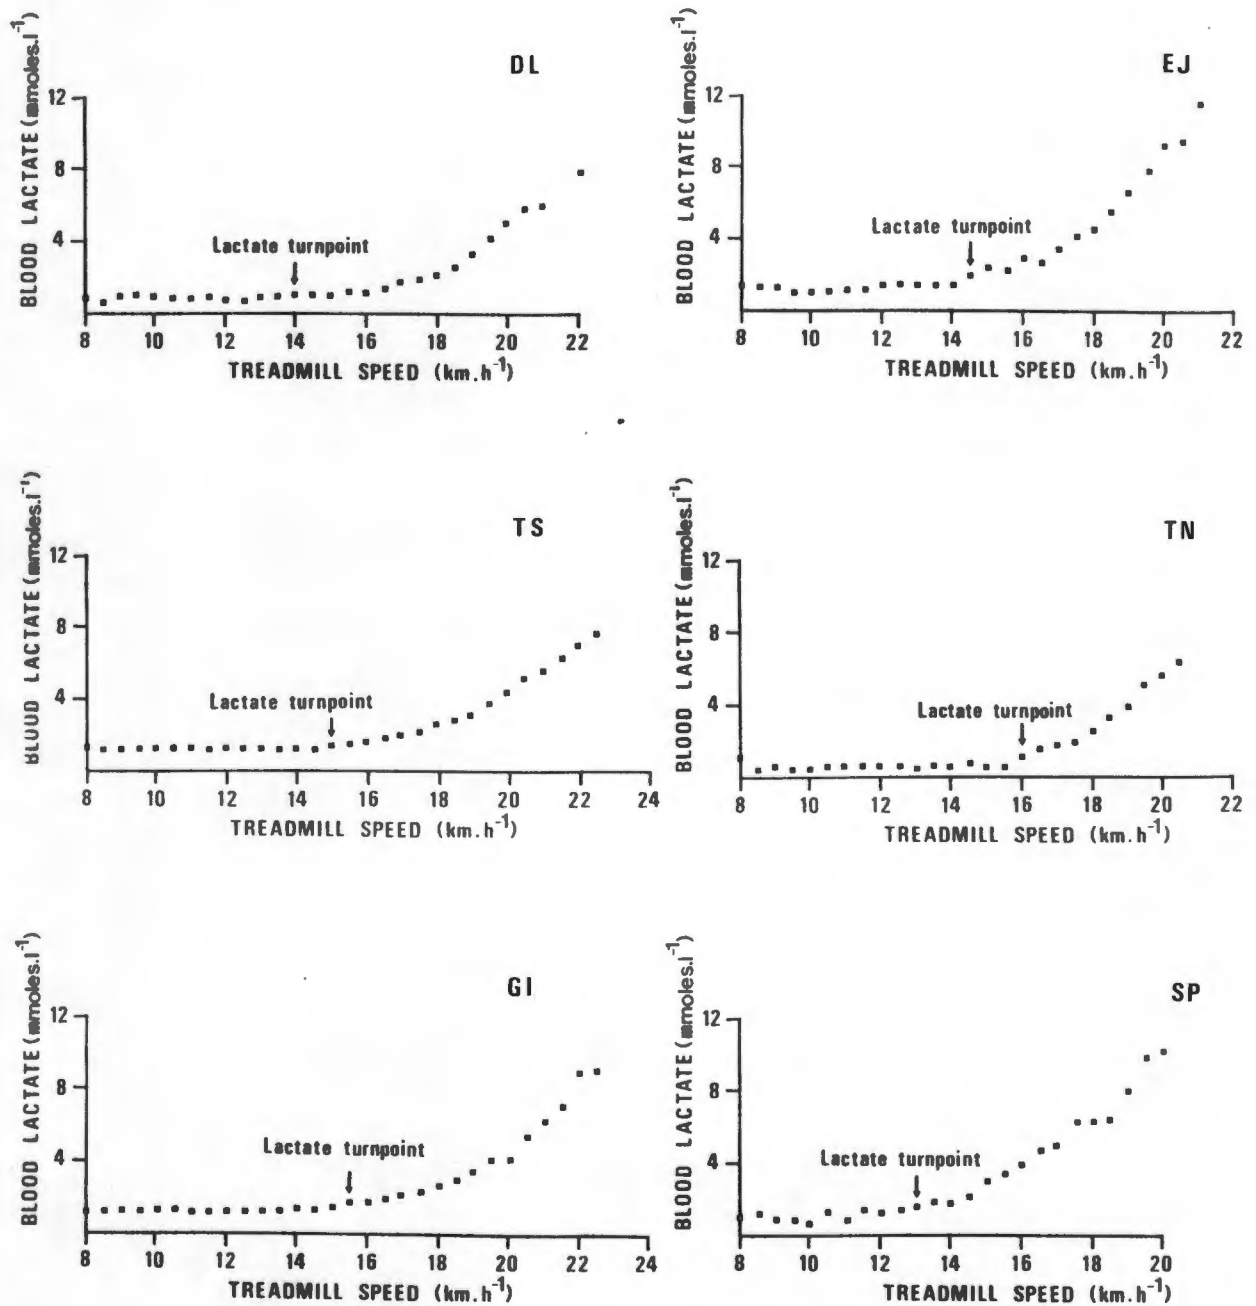 DL
BLOOD LACTATE (mmoles.l⁻¹)
12
8
4
Lactate turnpoint
8 10 12 14 16 18 20 22
TREADMILL SPEED (km.h⁻¹)
EJ
BLOOD LACTATE (mmoles.l⁻¹)
12
8
4
Lactate turnpoint
8 10 12 14 16 18 20 22
TREADMILL SPEED (km.h⁻¹)
TS
BLOOD LACTATE (mmoles.l⁻¹)
12
8
4
Lactate turnpoint
8 10 12 14 16 18 20 22 24
TREADMILL SPEED (km.h⁻¹)
TN
BLOOD LACTATE (mmoles.l⁻¹)
12
8
4
Lactate turnpoint
8 10 12 14 16 18 20 22
TREADMILL SPEED (km.h⁻¹)
GI
BLOOD LACTATE (mmoles.l⁻¹)
12
8
4
Lactate turnpoint
8 10 12 14 16 18 20 22 24
TREADMILL SPEED (km.h⁻¹)
SP
BLOOD LACTATE (mmoles.l⁻¹)
12
8
4
Lactate turnpoint
8 10 12 14 16 18 20
TREADMILL SPEED (km.h⁻¹)